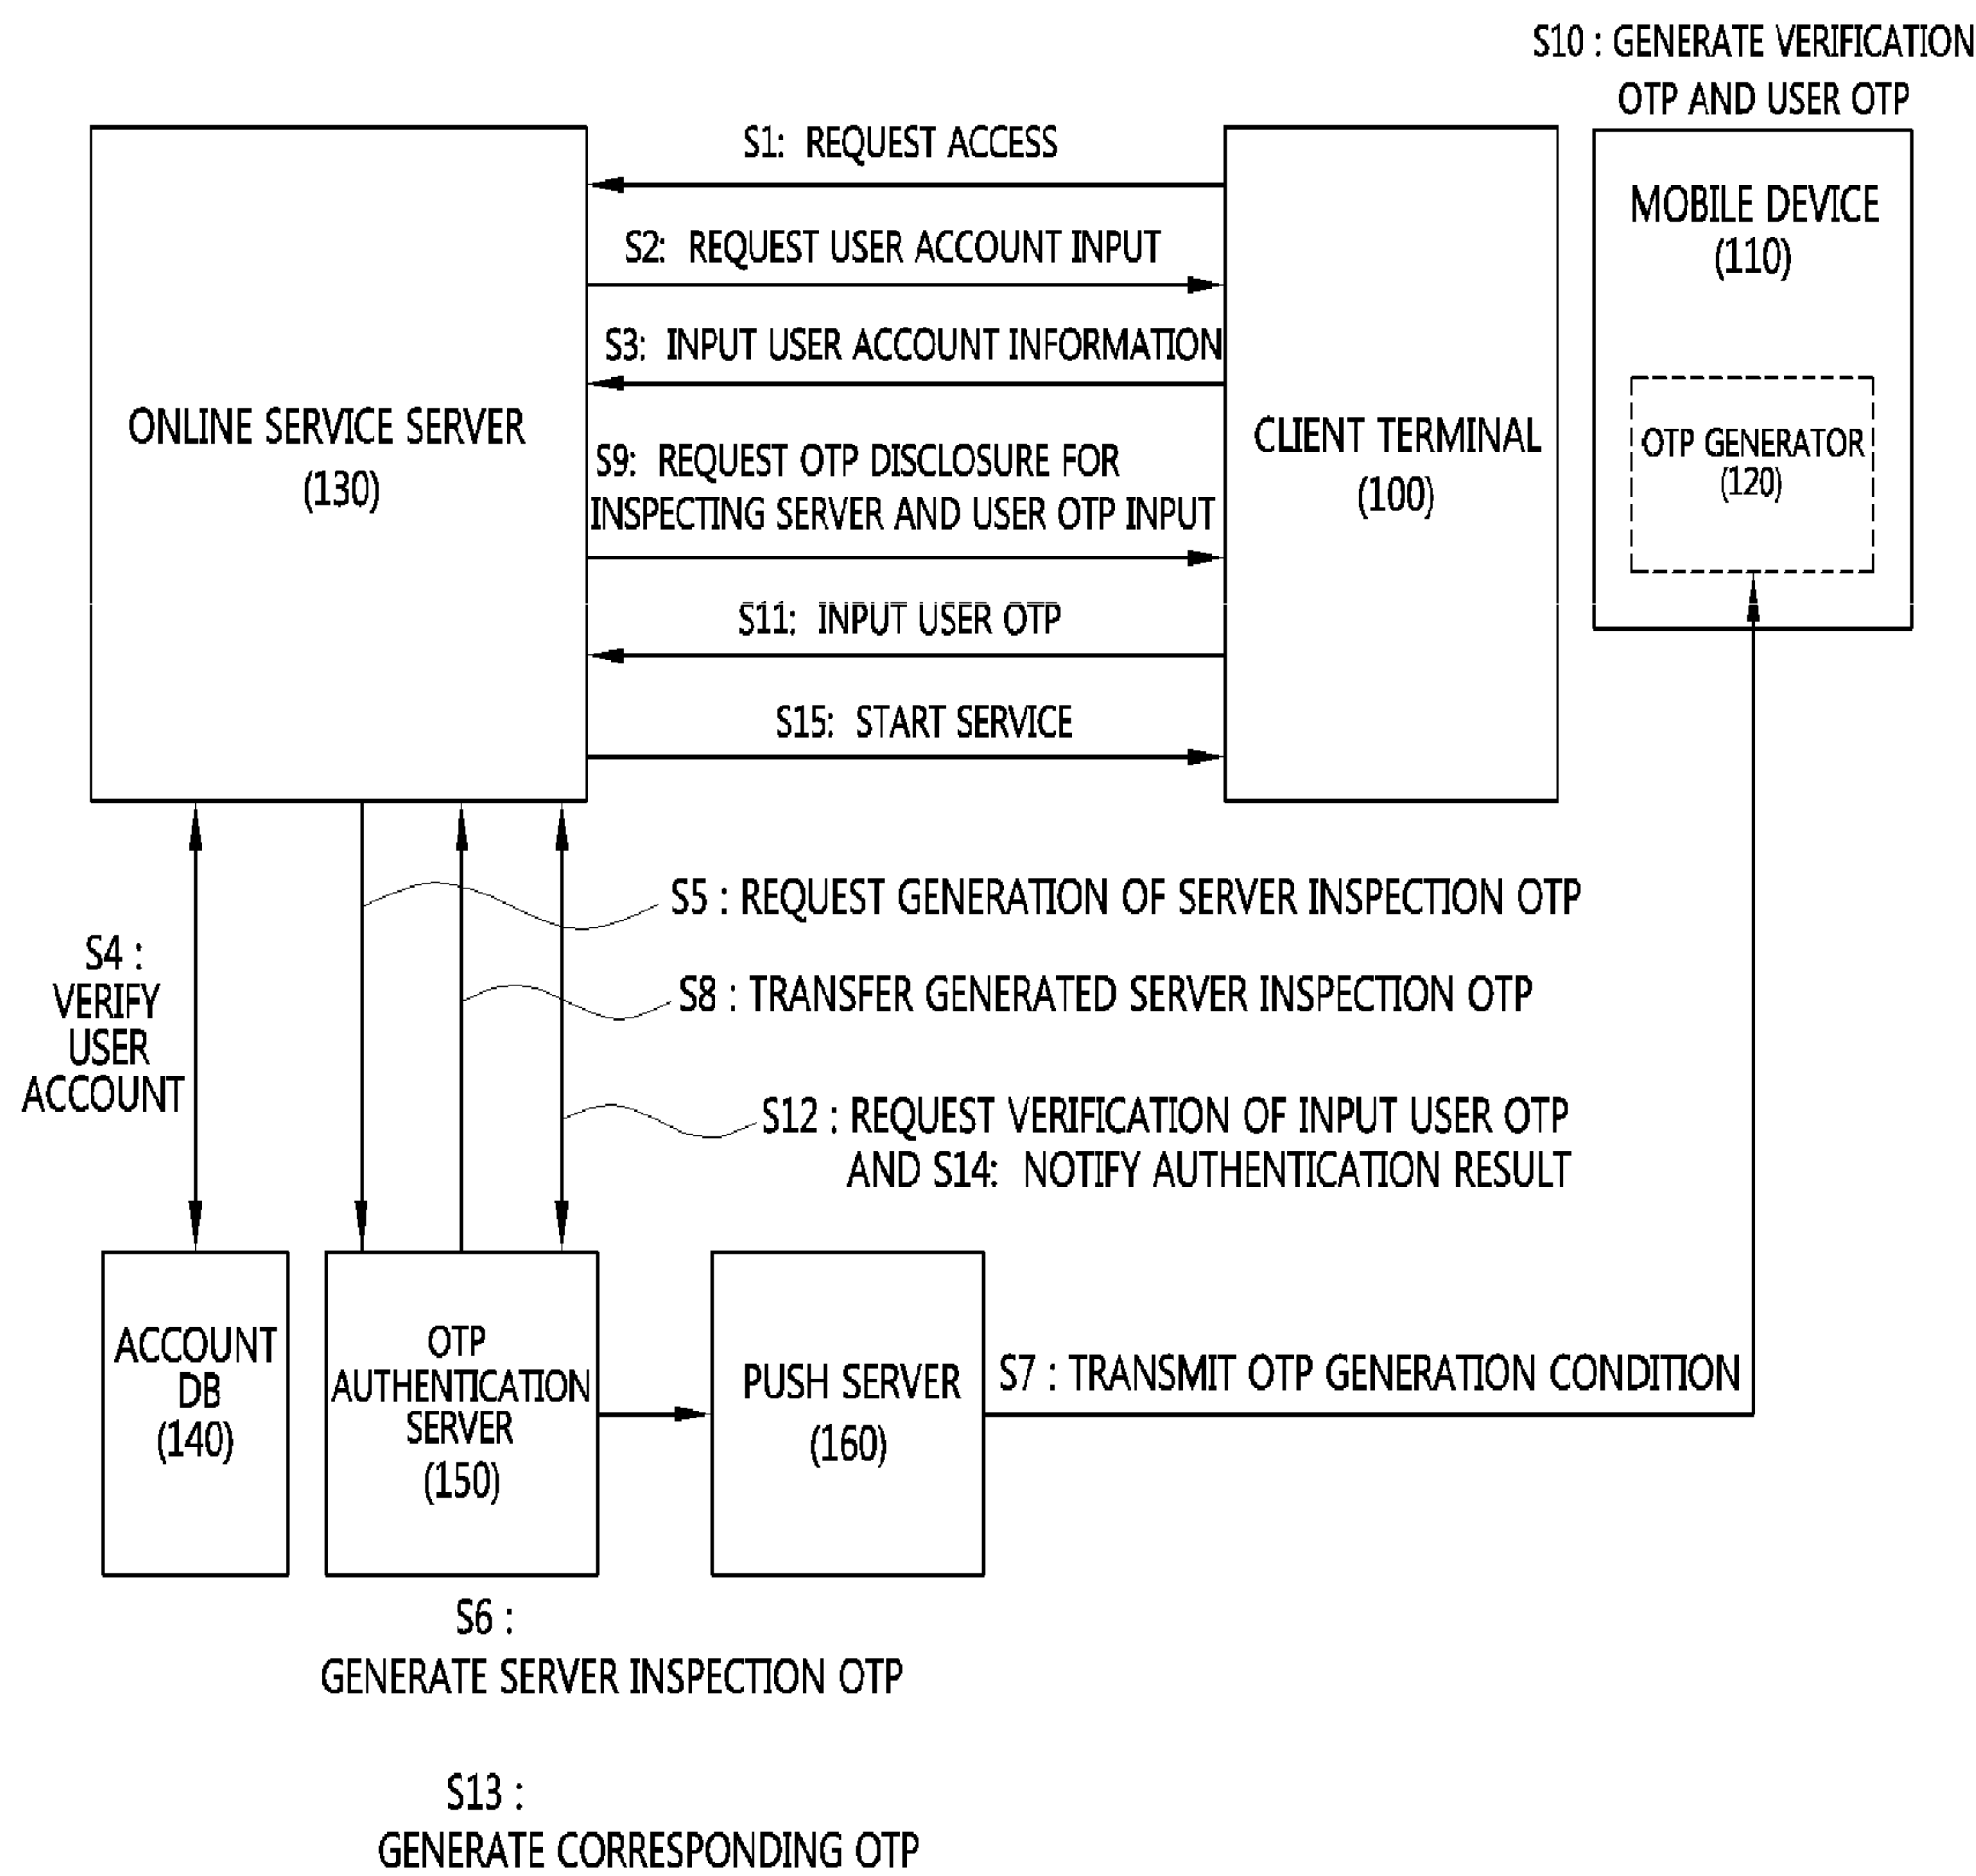 S10 : GENERATE VERIFICATION
OTP AND USER OTP
S1: REQUEST ACCESS
MOBILE DEVICE
(110)
S2: REQUEST USER ACCOUNT INPUT
S3: INPUT USER ACCOUNT INFORMATION
ONLINE SERVICE SERVER
(130)
CLIENT TERMINAL
(100)
OTP GENERATOR
(120)
S9: REQUEST OTP DISCLOSURE FOR
INSPECTING SERVER AND USER OTP INPUT
S11: INPUT USER OTP
S15: START SERVICE
S5 : REQUEST GENERATION OF SERVER INSPECTION OTP
S4 :
VERIFY
USER
ACCOUNT
S8 : TRANSFER GENERATED SERVER INSPECTION OTP
S12 : REQUEST VERIFICATION OF INPUT USER OTP
AND S14: NOTIFY AUTHENTICATION RESULT
ACCOUNT
DB
(140)
OTP
AUTHENTICATION
SERVER
(150)
PUSH SERVER
(160)
S7 : TRANSMIT OTP GENERATION CONDITION
S6 :
GENERATE SERVER INSPECTION OTP
S13 :
GENERATE CORRESPONDING OTP